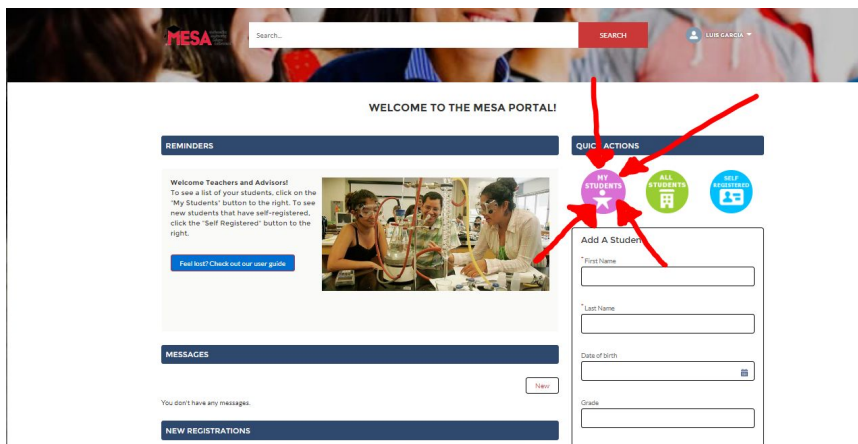 MESA
Search...
SEARCH
LUIS GARCIA
WELCOME TO THE MESA PORTAL!
REMINDERS
Welcome Teachers and Advisors!
To see a list of your students, click on the
"My Students" button to the right. To see
new students that have self-registered,
click the "Self Registered" button to the
right.
Feel lost? Check out our user guide
MESSAGES
New
You don't have any messages.
NEW REGISTRATIONS
QUICK ACTIONS
MY
STUDENTS
ALL
STUDENTS
SELF
REGISTERED
Add A Student
*First Name
*Last Name
Date of birth
Grade